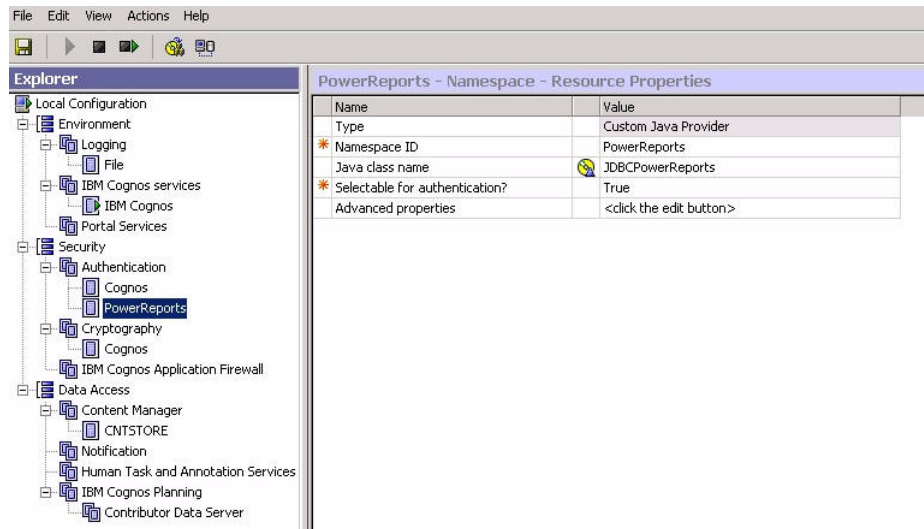 File Edit View Actions Help
Explorer
Local Configuration
Environment
Logging
File
IBM Cognos services
IBM Cognos
Portal Services
Security
Authentication
Cognos
PowerReports
Cryptography
Cognos
IBM Cognos Application Firewall
Data Access
Content Manager
CNTSTORE
Notification
Human Task and Annotation Services
IBM Cognos Planning
Contributor Data Server
PowerReports - Namespace - Resource Properties
Name Value
Type Custom Java Provider
* Namespace ID PowerReports
Java class name JDBCPowerReports
* Selectable for authentication? True
Advanced properties <click the edit button>